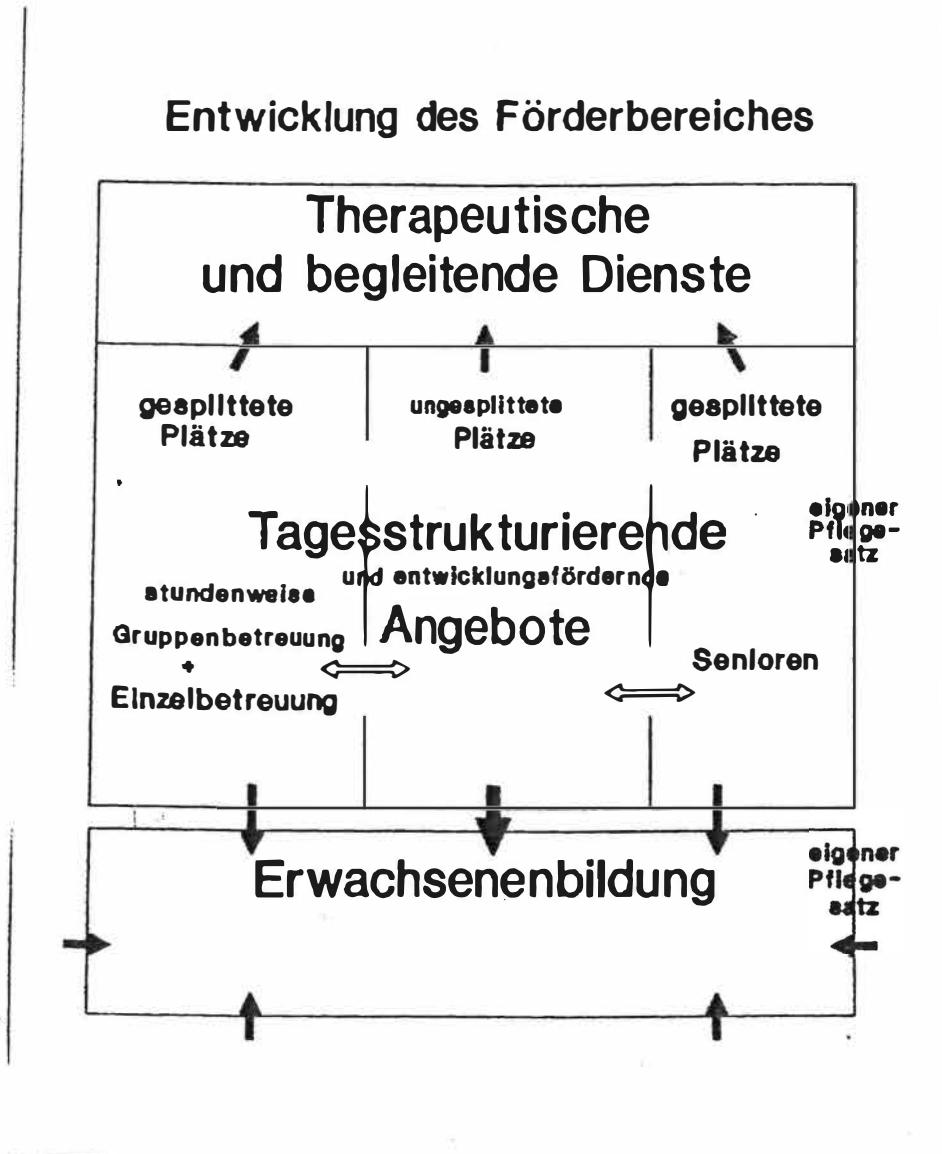 Entwicklung des Förderbereiches
Therapeutische
und begleitende Dienste
gesplittete
Plätze
ungesplittete
Plätze
gesplittete
Plätze
eigener
Pflege-
satz
Tagesstrukturierende
und entwicklungsfördernde
Angebote
stundenweise
Gruppenbetreuung
+
Einzelbetreuung
Senioren
Erwachsenenbildung
eigener
Pflege-
satz